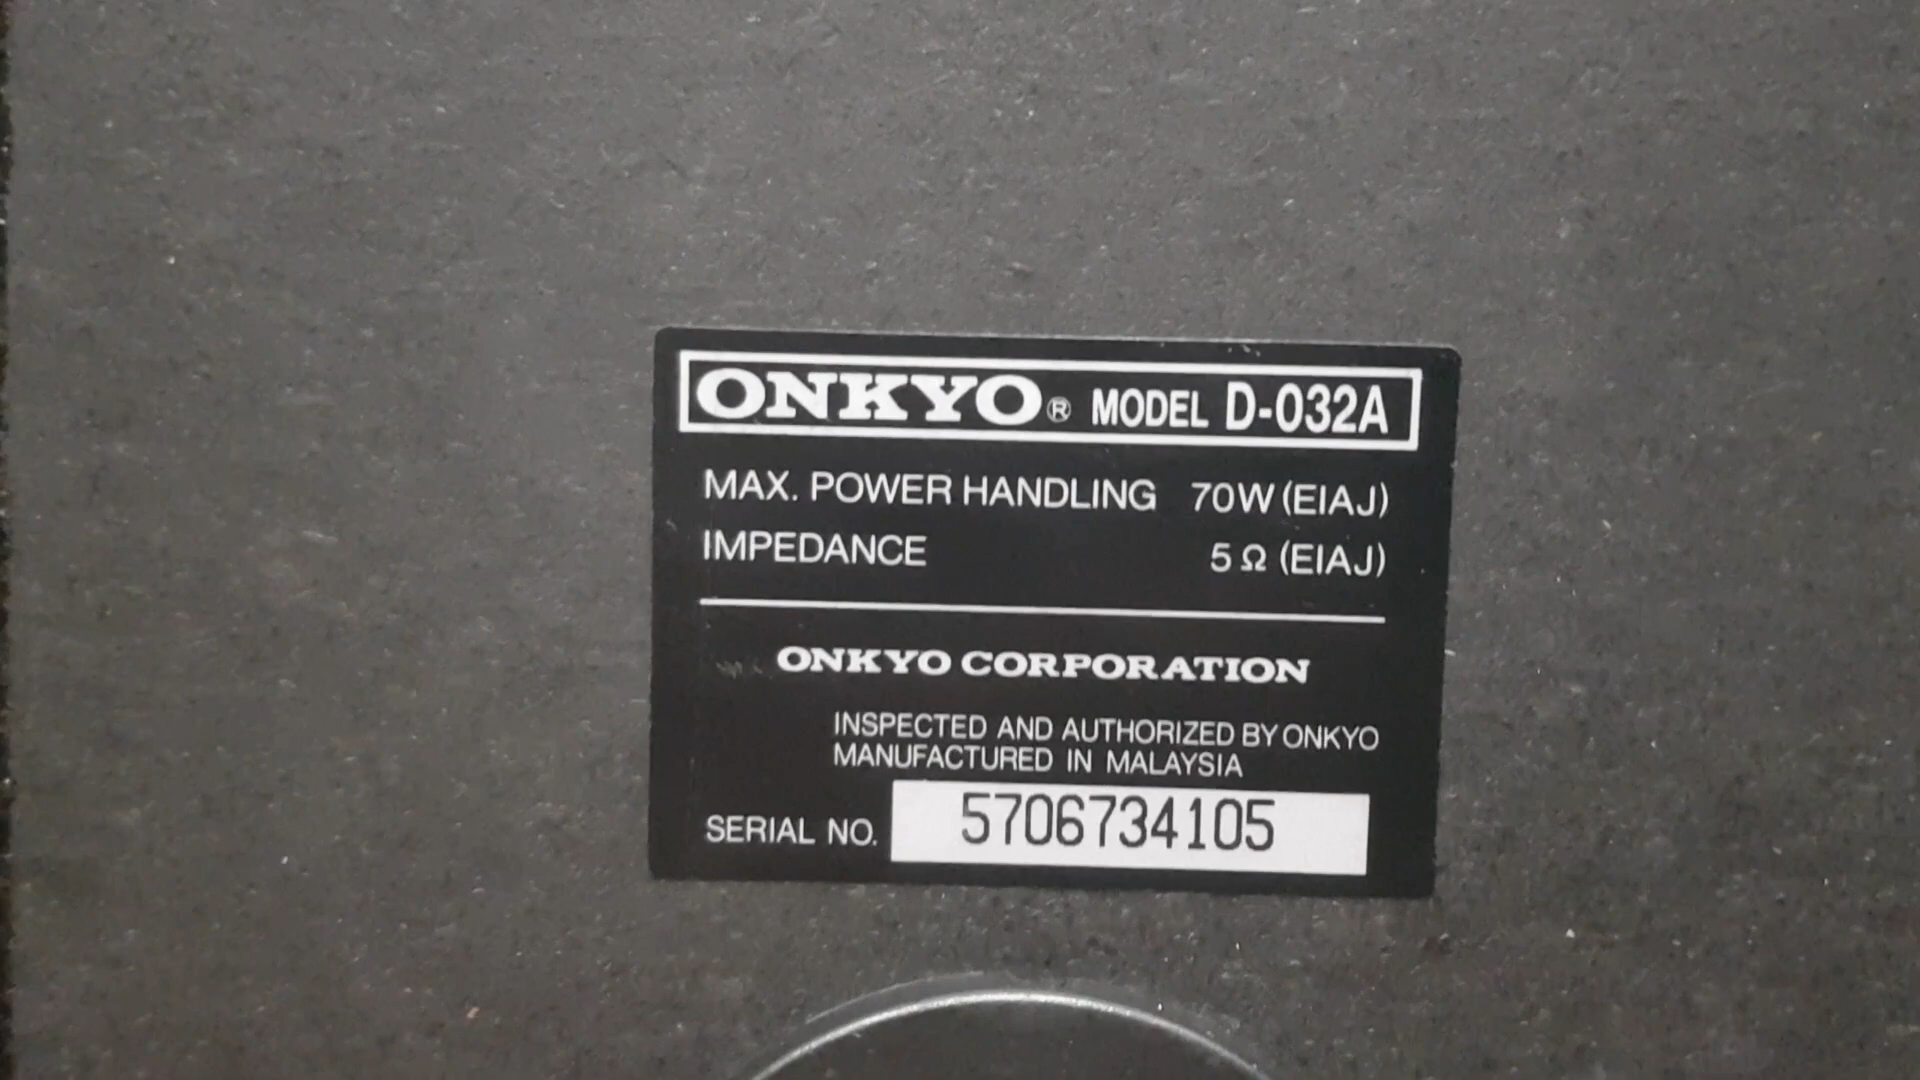 ONKYO® MODEL D-032A
MAX. POWER HANDLING 70W (EIAJ)
IMPEDANCE 5 Ω (EIAJ)
ONKYO CORPORATION
INSPECTED AND AUTHORIZED BY ONKYO
MANUFACTURED IN MALAYSIA
SERIAL NO. 5706734105